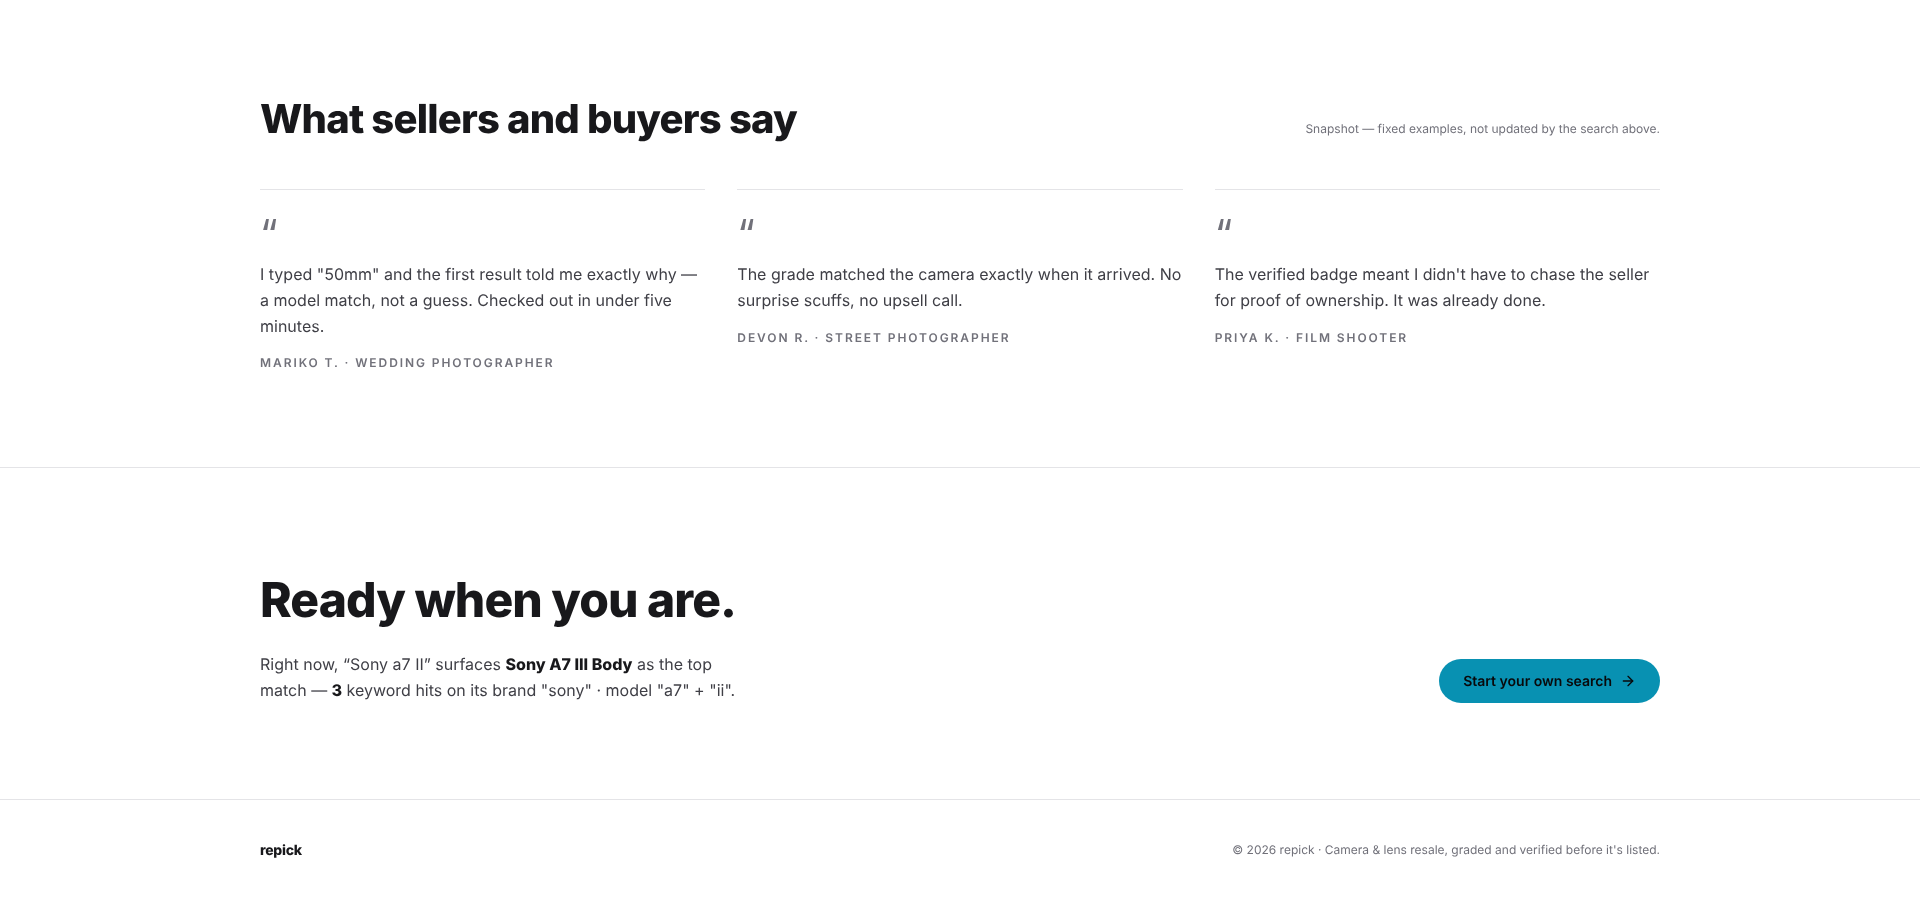 What sellers and buyers say
Snapshot — fixed examples, not updated by the search above.
“
I typed "50mm" and the first result told me exactly why —
a model match, not a guess. Checked out in under five
minutes.
MARIKO T. · WEDDING PHOTOGRAPHER
“
The grade matched the camera exactly when it arrived. No
surprise scuffs, no upsell call.
DEVON R. · STREET PHOTOGRAPHER
“
The verified badge meant I didn't have to chase the seller
for proof of ownership. It was already done.
PRIYA K. · FILM SHOOTER
Ready when you are.
Right now, “Sony a7 II” surfaces Sony A7 III Body as the top
match — 3 keyword hits on its brand "sony" · model "a7" + "ii".
Start your own search →
repick
© 2026 repick · Camera & lens resale, graded and verified before it's listed.